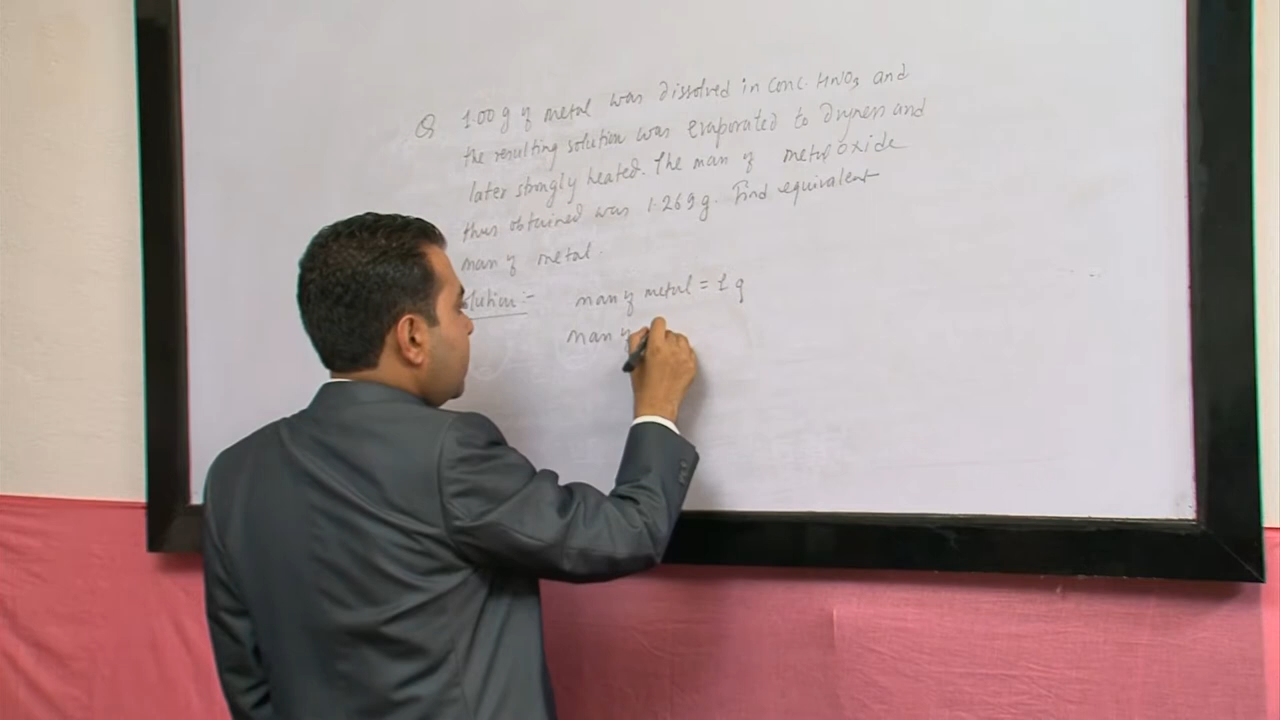 Q 1.00 g of metal was dissolved in conc. HNO3 and
the resulting solution was evaporated to dryness and
later strongly heated. The mass of metal oxide
thus obtained was 1.269 g. Find equivalent
mass of metal.
lution:- mass of metal = 1 g
mass of